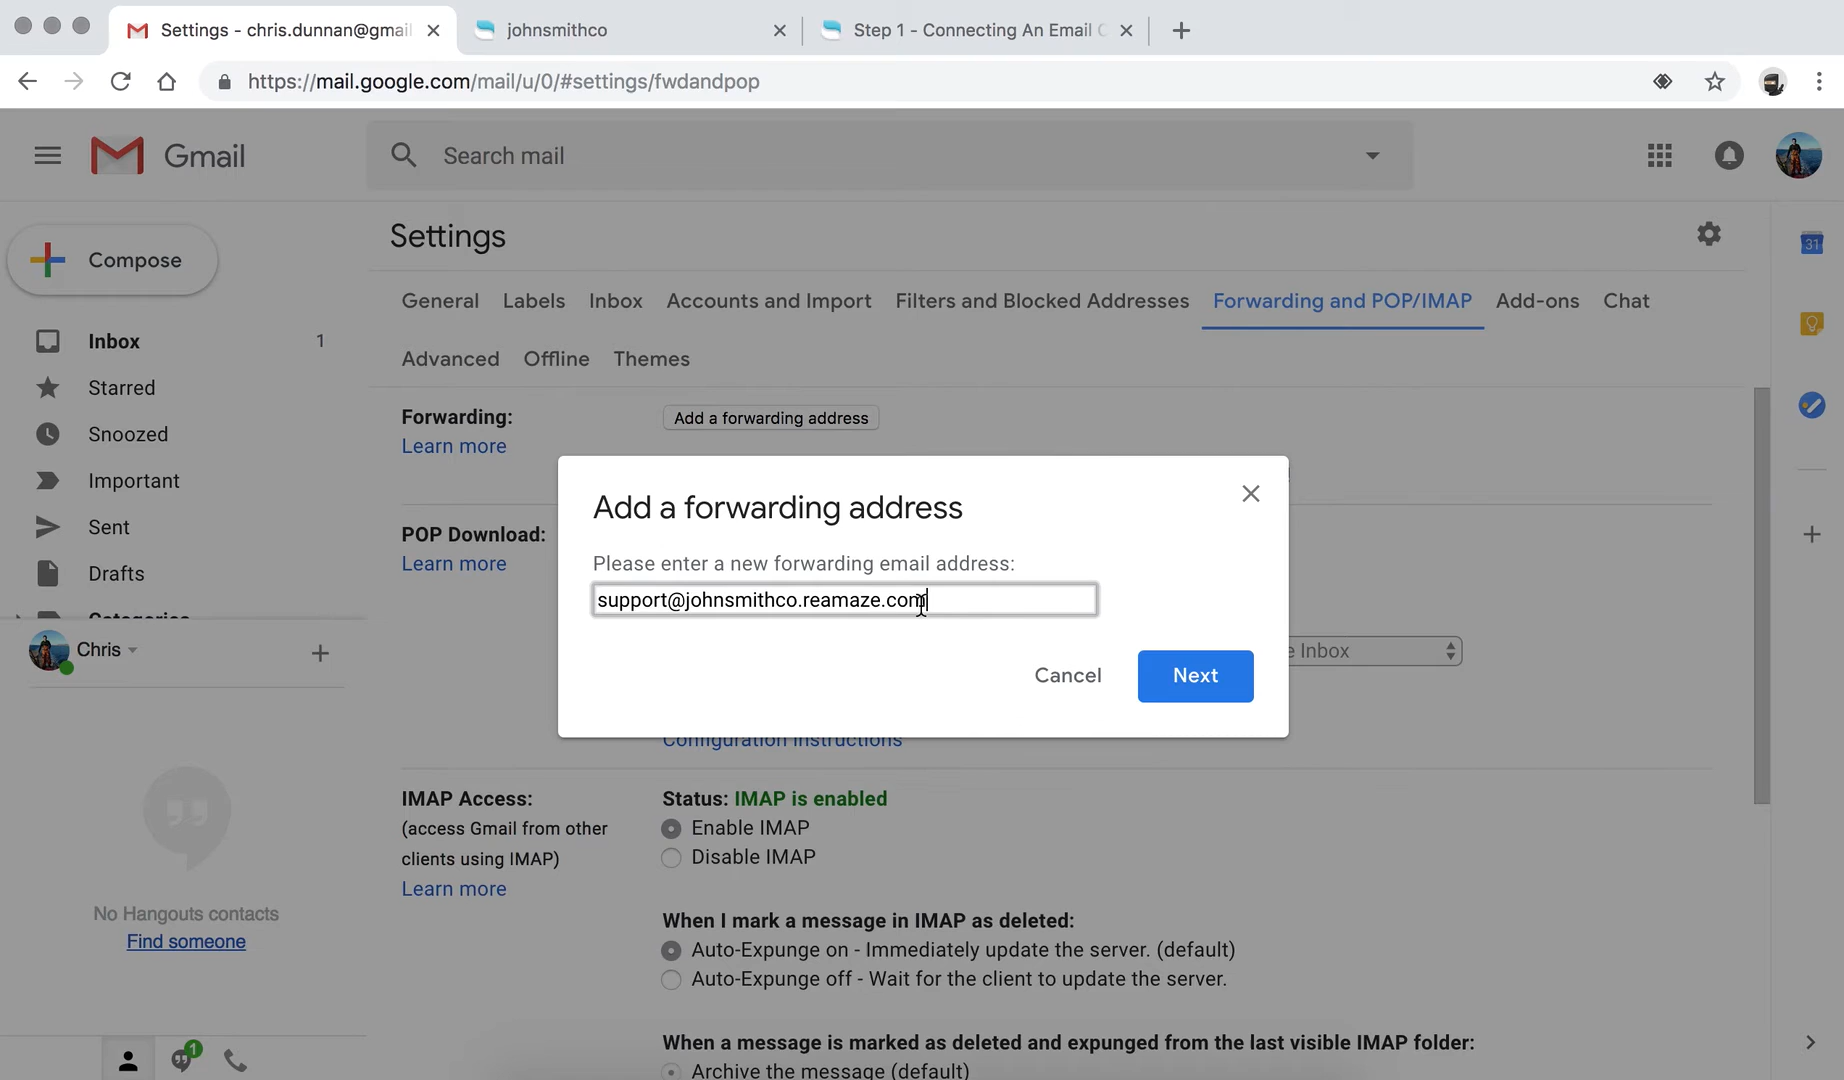 Settings - chris.dunnan@gmail
johnsmithco
Step 1 - Connecting An Email C
https://mail.google.com/mail/u/0/#settings/fwdandpop
Gmail
Search mail
Compose
Inbox 1
Starred
Snoozed
Important
Sent
Drafts
Categories
Chris
No Hangouts contacts
Find someone
1
Settings
General Labels Inbox Accounts and Import Filters and Blocked Addresses Forwarding and POP/IMAP Add-ons Chat
Advanced Offline Themes
Forwarding:
Learn more
Add a forwarding address
POP Download:
Learn more
Add a forwarding address
Please enter a new forwarding email address:
support@johnsmithco.reamaze.com
Cancel
Next
e Inbox
Configuration instructions
IMAP Access:
(access Gmail from other
clients using IMAP)
Learn more
Status: IMAP is enabled
Enable IMAP
Disable IMAP
When I mark a message in IMAP as deleted:
Auto-Expunge on - Immediately update the server. (default)
Auto-Expunge off - Wait for the client to update the server.
When a message is marked as deleted and expunged from the last visible IMAP folder:
Archive the message (default)
31